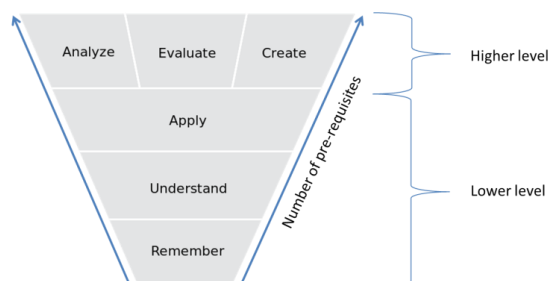 Analyze Evaluate Create
Higher level
Apply
Number of pre-requisites
Understand
Lower level
Remember